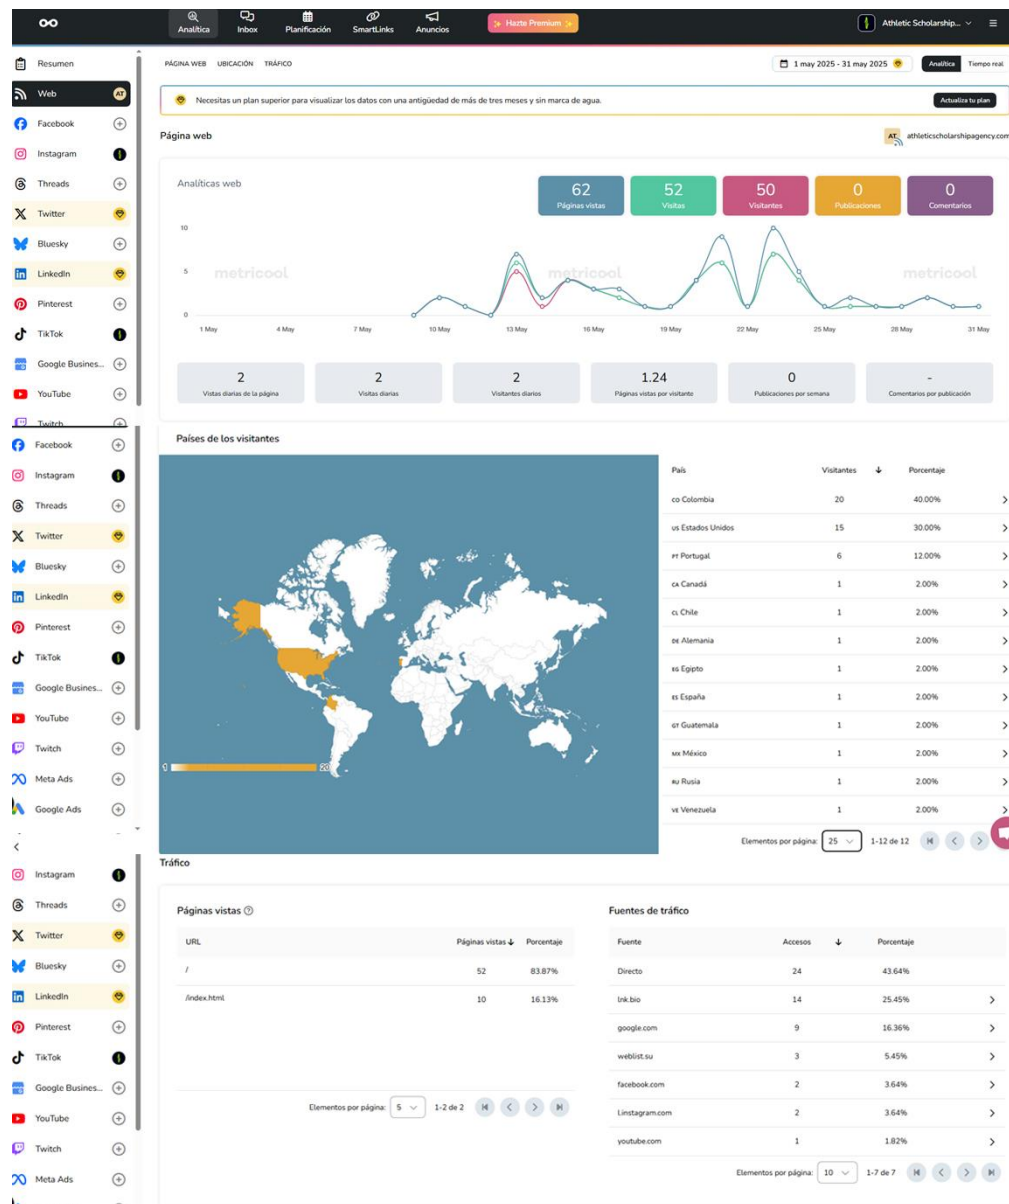 Analítica Inbox Planificación SmartLinks Anuncios Hazte Premium Athletic Scholarship...
Resumen
Web AT
Facebook
Instagram
Threads
Twitter
Bluesky
LinkedIn
Pinterest
TikTok
Google Busines...
YouTube
Twitch
PÁGINA WEB UBICACIÓN TRÁFICO
1 may 2025 - 31 may 2025 Analítica Tiempo real
Necesitas un plan superior para visualizar los datos con una antigüedad de más de tres meses y sin marca de agua. Actualiza tu plan
Página web AT athleticscholarshipagency.com
Analíticas web
62 52 50 0 0
Páginas vistas Visitas Visitantes Publicaciones Comentarios
10
5
0
metricool metricool metricool
1 May 4 May 7 May 10 May 13 May 16 May 19 May 22 May 25 May 28 May 31 May
2 2 2 1.24 0 -
Vistas diarias de la página Visitas diarias Visitantes diarios Páginas vistas por visitante Publicaciones por semana Comentarios por publicación
Facebook
Instagram
Threads
Twitter
Bluesky
LinkedIn
Pinterest
TikTok
Google Busines...
YouTube
Twitch
Meta Ads
Google Ads
Países de los visitantes
1 20
País Visitantes Porcentaje
CO Colombia 20 40.00%
US Estados Unidos 15 30.00%
PT Portugal 6 12.00%
CA Canadá 1 2.00%
CL Chile 1 2.00%
DE Alemania 1 2.00%
EG Egipto 1 2.00%
ES España 1 2.00%
GT Guatemala 1 2.00%
MX México 1 2.00%
RU Rusia 1 2.00%
VE Venezuela 1 2.00%
Elementos por página: 25 1-12 de 12
Instagram
Threads
Twitter
Bluesky
LinkedIn
Pinterest
TikTok
Google Busines...
YouTube
Twitch
Meta Ads
Tráfico
Páginas vistas
URL Páginas vistas Porcentaje
/ 52 83.87%
/index.html 10 16.13%
Elementos por página: 5 1-2 de 2
Fuentes de tráfico
Fuente Accesos Porcentaje
Directo 24 43.64%
lnk.bio 14 25.45%
google.com 9 16.36%
weblist.su 3 5.45%
facebook.com 2 3.64%
l.instagram.com 2 3.64%
youtube.com 1 1.82%
Elementos por página: 10 1-7 de 7